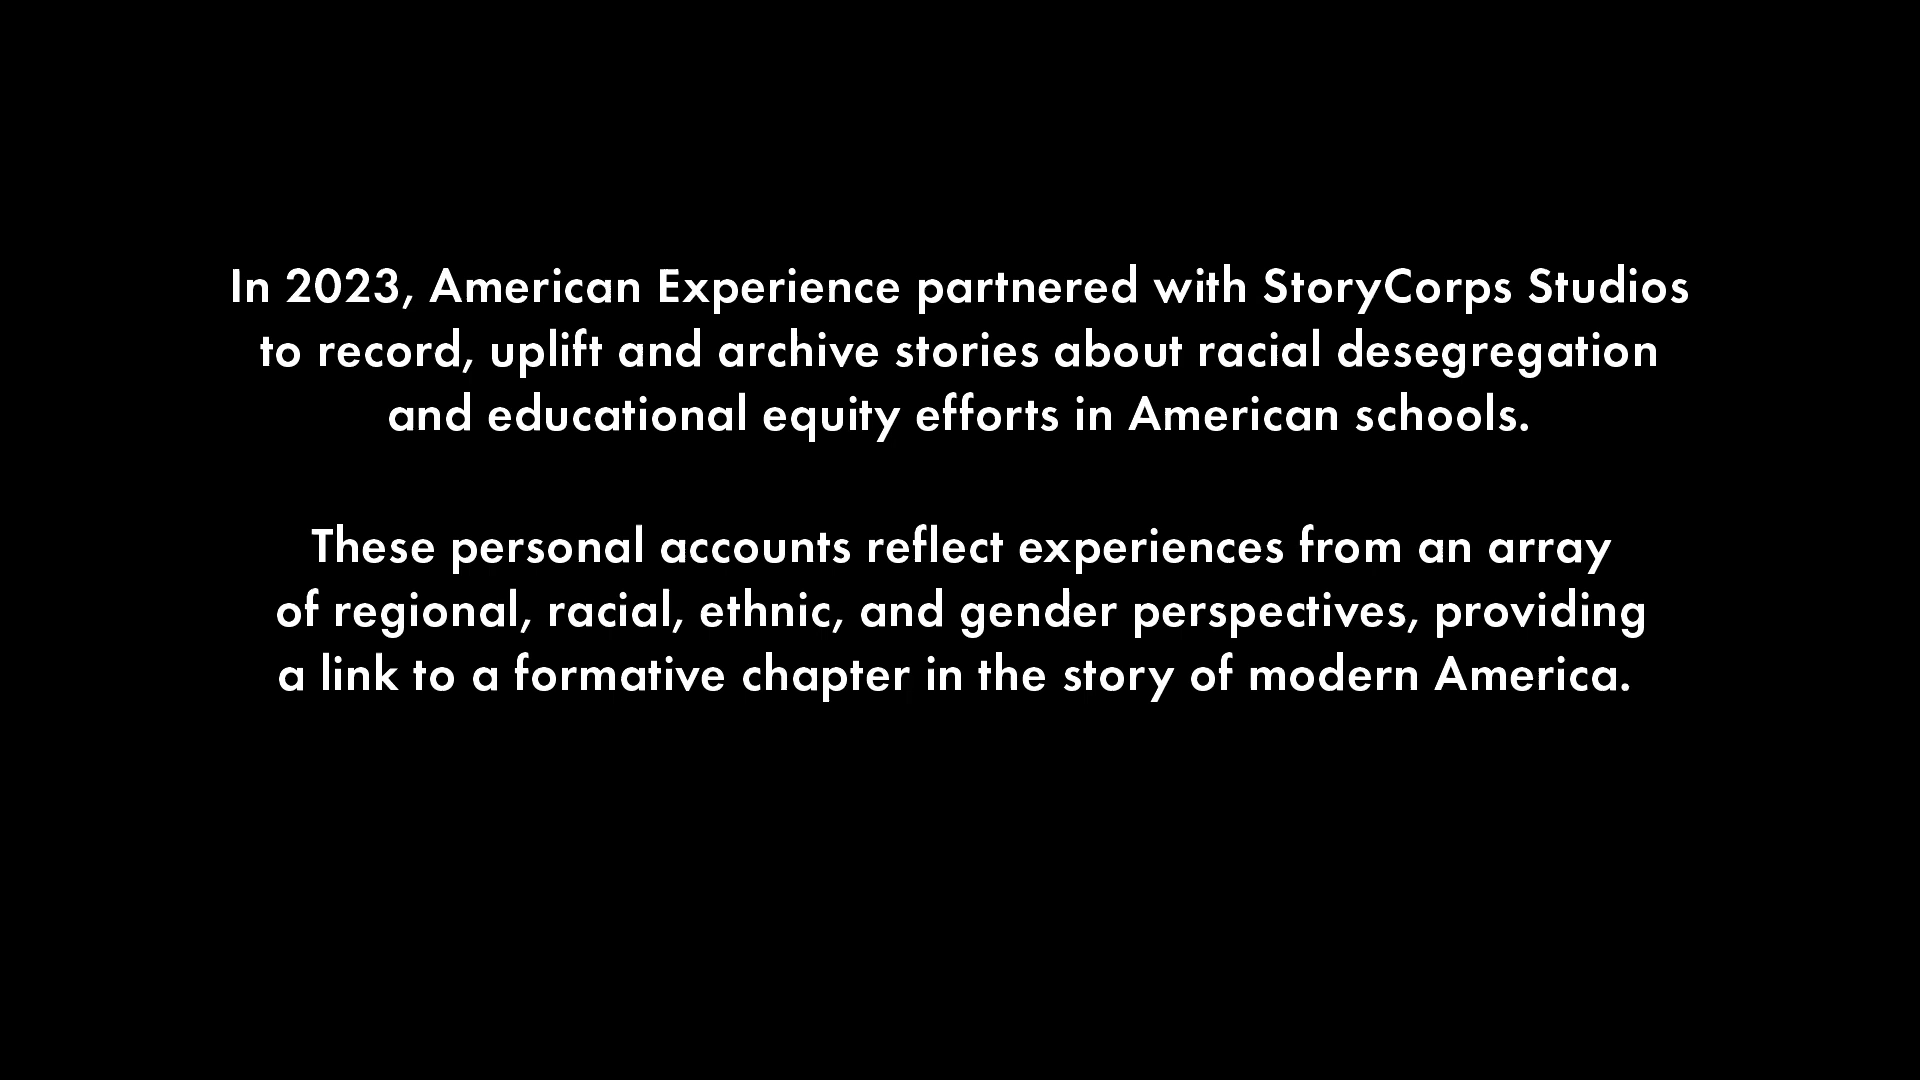 In 2023, American Experience partnered with StoryCorps Studios
to record, uplift and archive stories about racial desegregation
and educational equity efforts in American schools.
These personal accounts reflect experiences from an array
of regional, racial, ethnic, and gender perspectives, providing
a link to a formative chapter in the story of modern America.